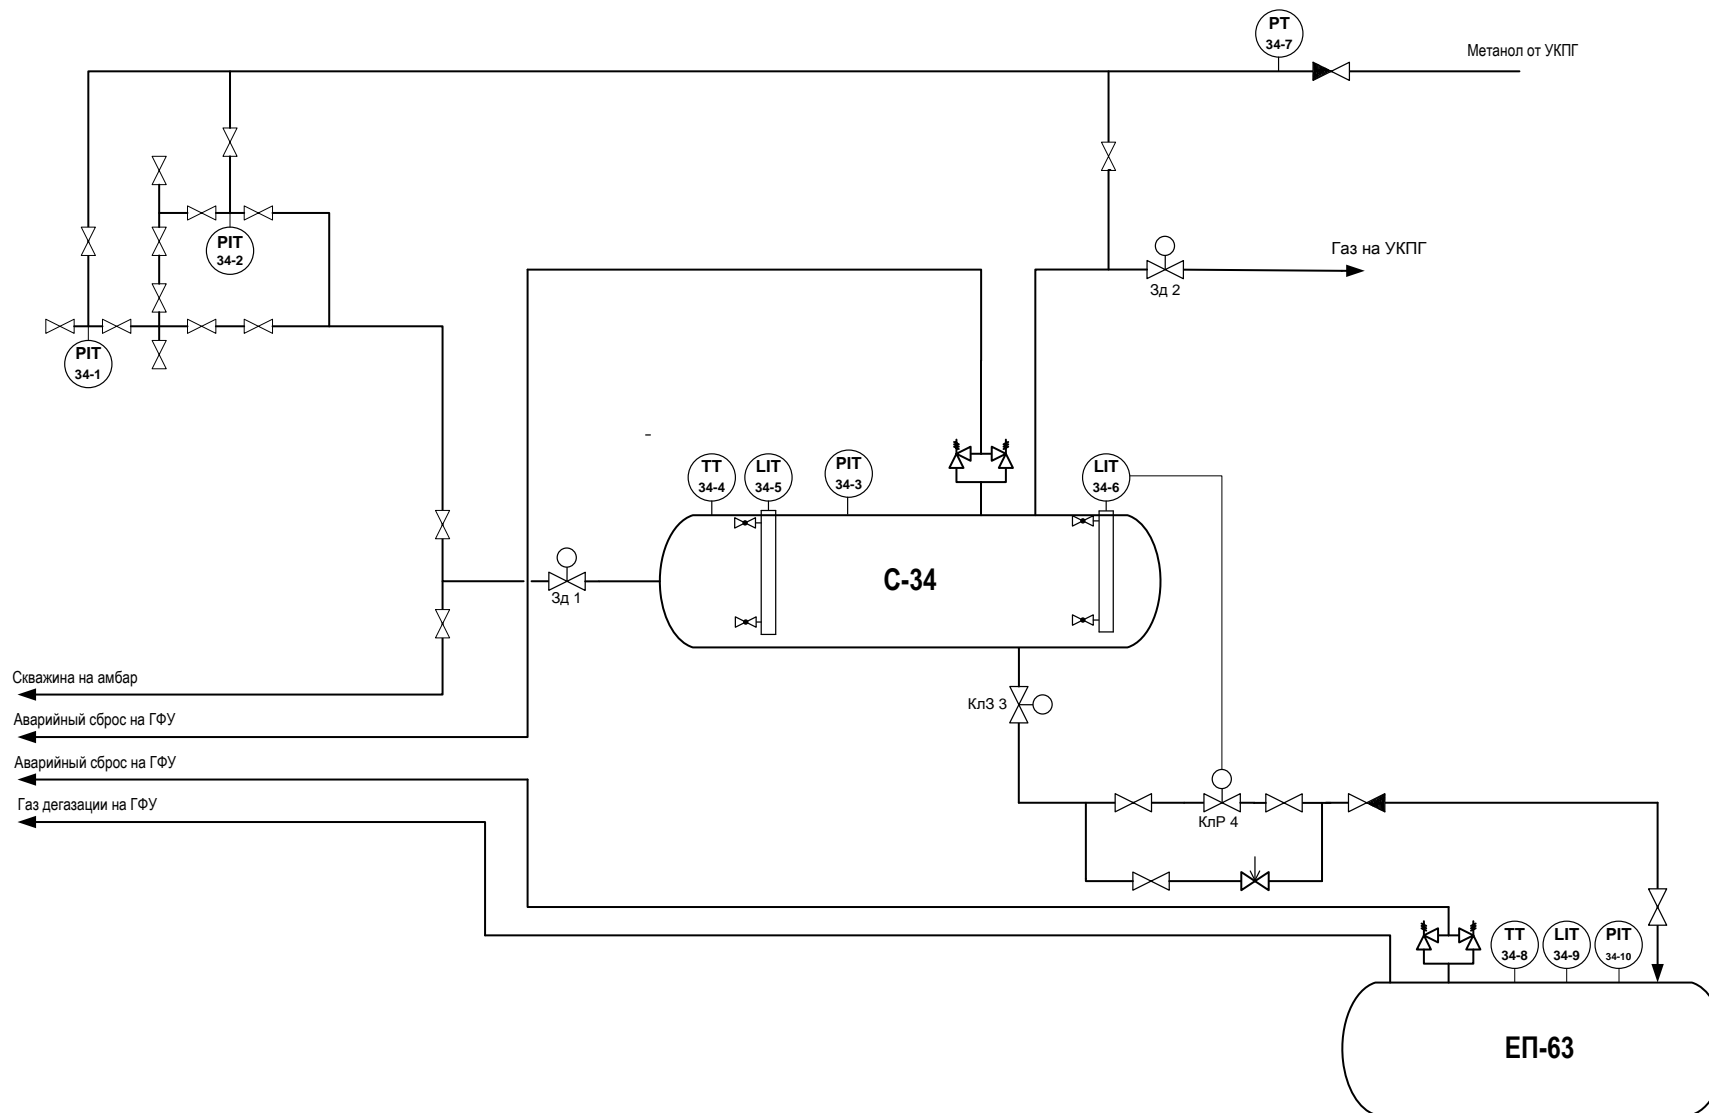 PT
34-7
Метанол от УКПГ
PIT
34-2
Газ на УКПГ
Зд 2
PIT
34-1
TT
34-4
LIT
34-5
PIT
34-3
LIT
34-6
С-34
Зд 1
Скважина на амбар
КлЗ 3
Аварийный сброс на ГФУ
Аварийный сброс на ГФУ
Газ дегазации на ГФУ
КлР 4
TT
34-8
LIT
34-9
PIT
34-10
ЕП-63